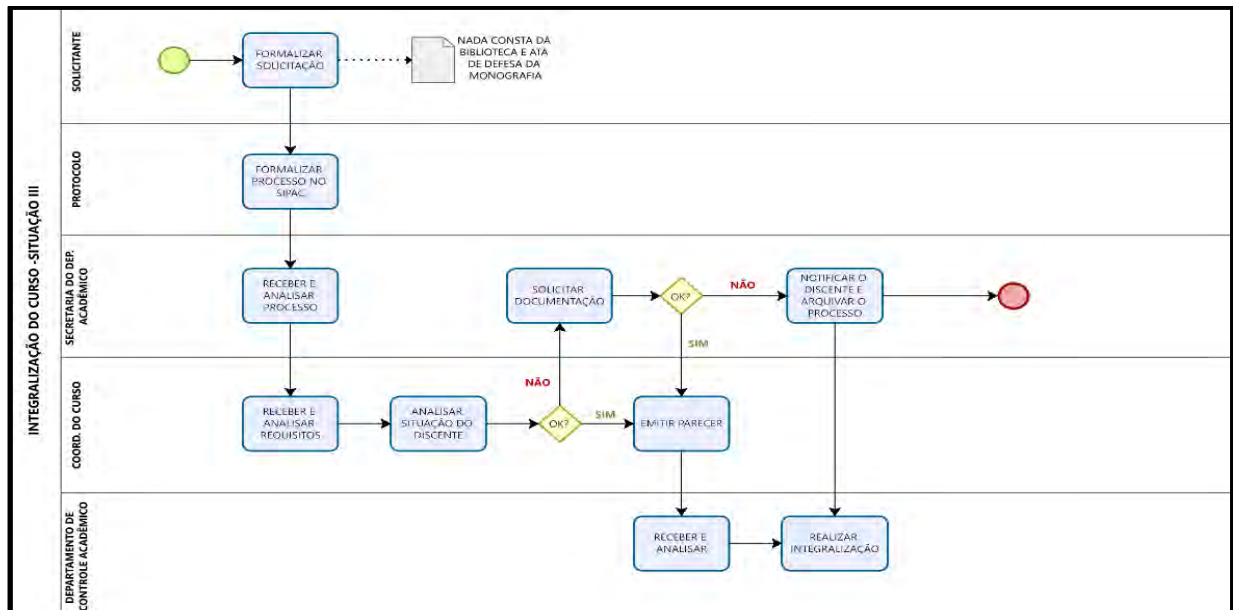 INTEGRALIZAÇÃO DO CURSO -SITUAÇÃO III
SOLICITANTE
FORMALIZAR
SOLICITAÇÃO
NADA CONSTA DA
BIBLIOTECA E ATA
DE DEFESA DA
MONOGRAFIA
PROTOCOLO
FORMALIZAR
PROCESSO NO
SIPAC
SECRETARIA DO DEP.
ACADÊMICO
RECEBER E
ANALISAR
PROCESSO
SOLICITAR
DOCUMENTAÇÃO
OK?
NÃO
SIM
NOTIFICAR O
DISCENTE E
ARQUIVAR O
PROCESSO
COORD. DO CURSO
RECEBER E
ANALISAR
REQUISITOS
ANALISAR
SITUAÇÃO DO
DISCENTE
NÃO
OK?
SIM
EMITIR PARECER
DEPARTAMENTO DE
CONTROLE ACADÊMICO
RECEBER E
ANALISAR
REALIZAR
INTEGRALIZAÇÃO